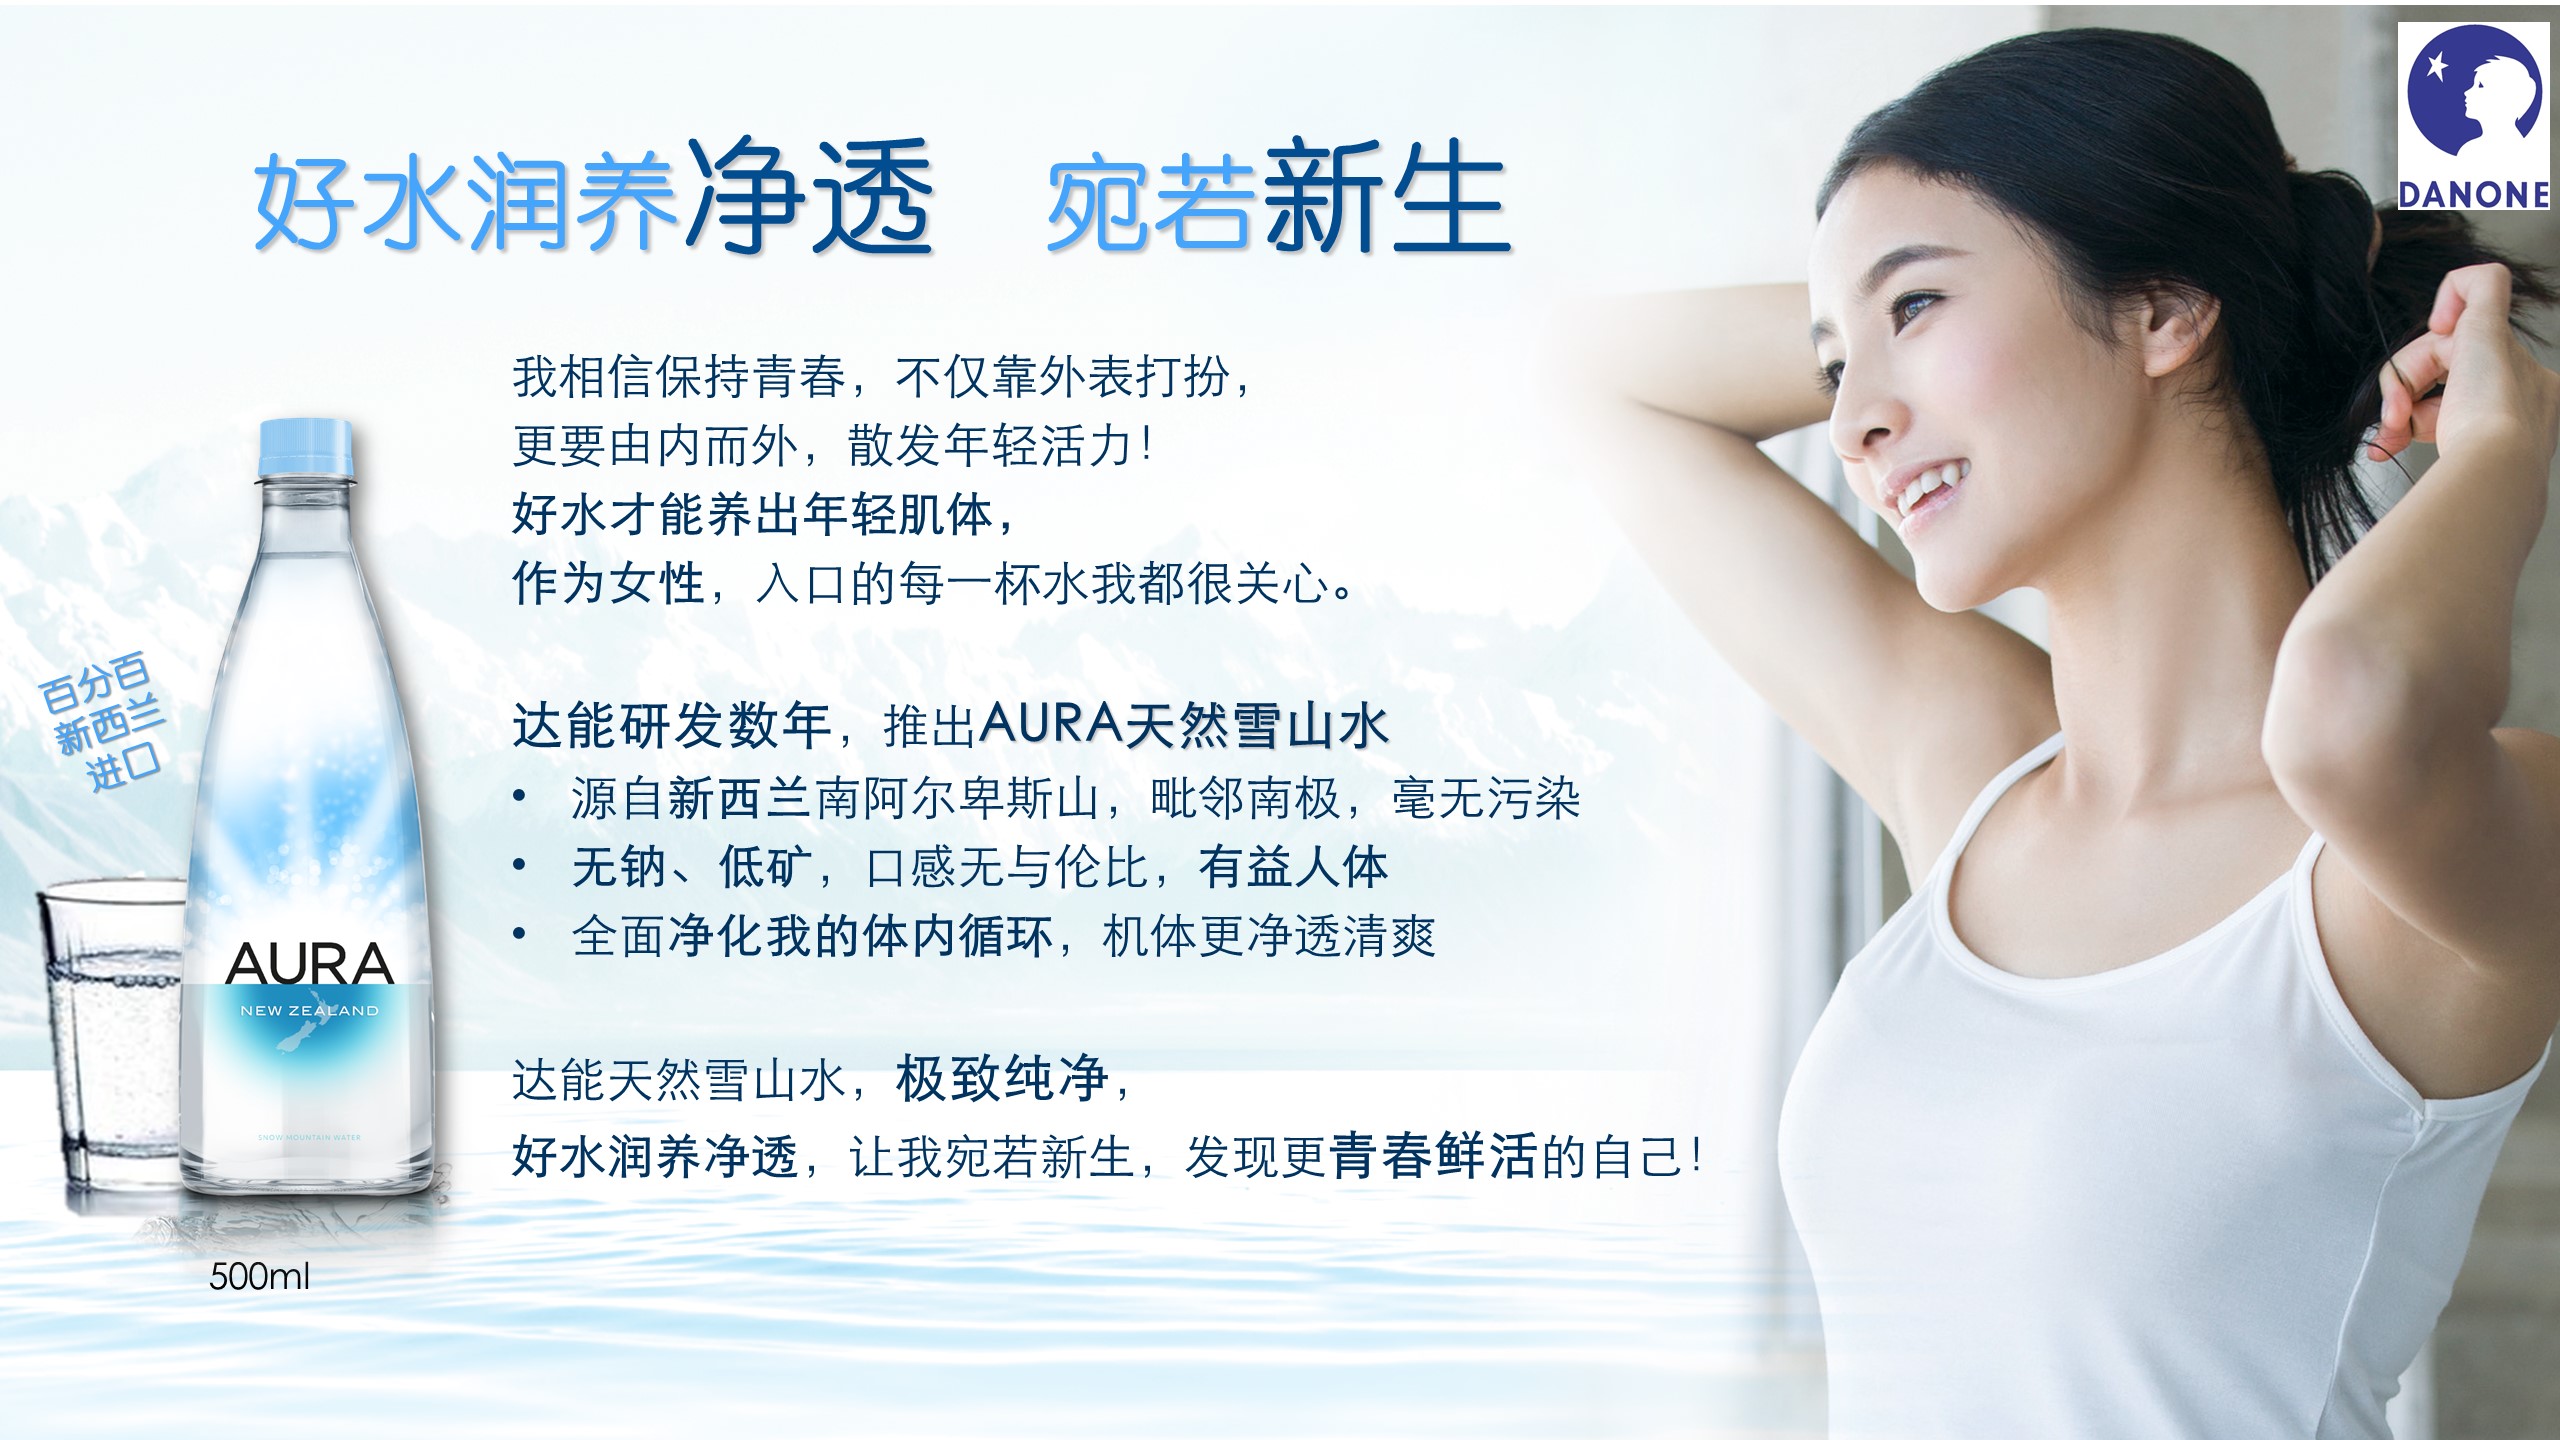 DANONE
好水润养净透 宛若新生
我相信保持青春，不仅靠外表打扮，
更要由内而外，散发年轻活力！
好水才能养出年轻肌体，
作为女性，入口的每一杯水我都很关心。
百分百
新西兰
进口
达能研发数年，推出AURA天然雪山水
• 源自新西兰南阿尔卑斯山，毗邻南极，毫无污染
• 无钠、低矿，口感无与伦比，有益人体
• 全面净化我的体内循环，机体更净透清爽
AURA
NEW ZEALAND
SNOW MOUNTAIN WATER
达能天然雪山水，极致纯净，
好水润养净透，让我宛若新生，发现更青春鲜活的自己！
500ml